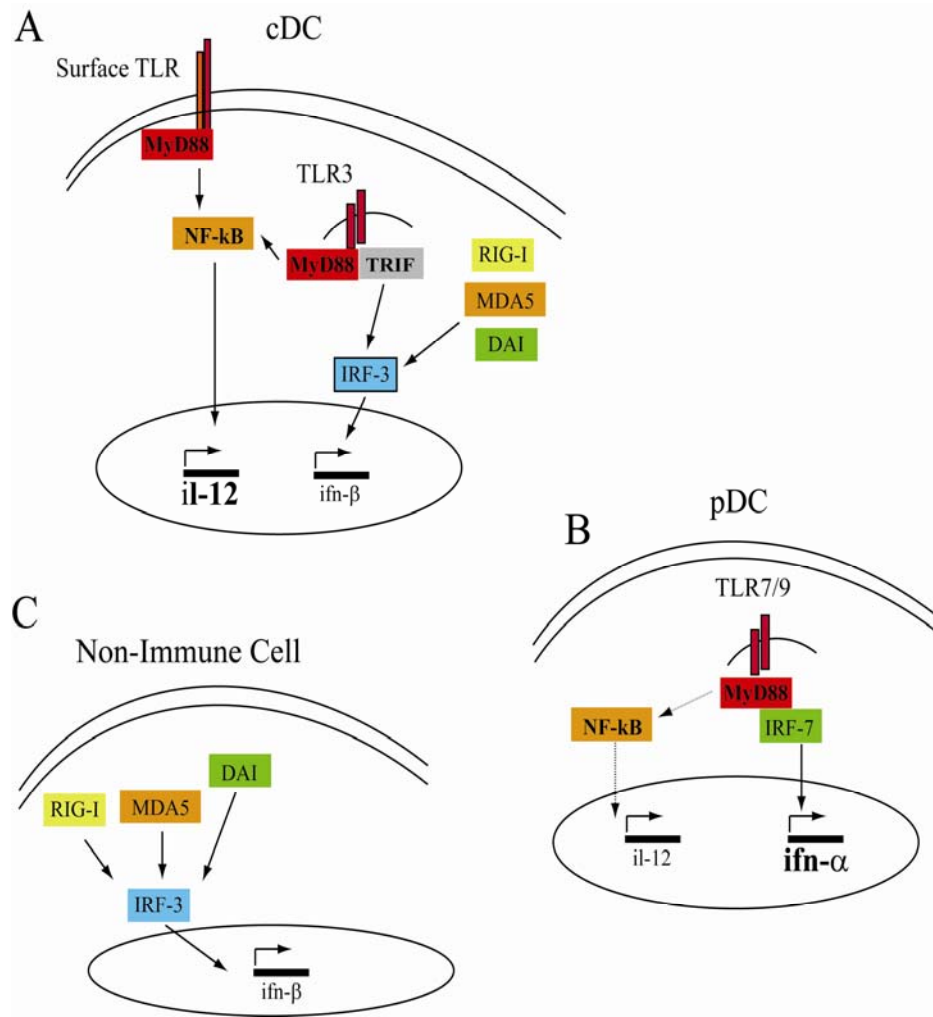 A
cDC
Surface TLR
MyD88
TLR3
NF-kB
MyD88
TRIF
RIG-I
MDA5
DAI
IRF-3
il-12
ifn-β
B
pDC
TLR7/9
MyD88
NF-kB
IRF-7
il-12
ifn-α
C
Non-Immune Cell
DAI
RIG-I
MDA5
IRF-3
ifn-β